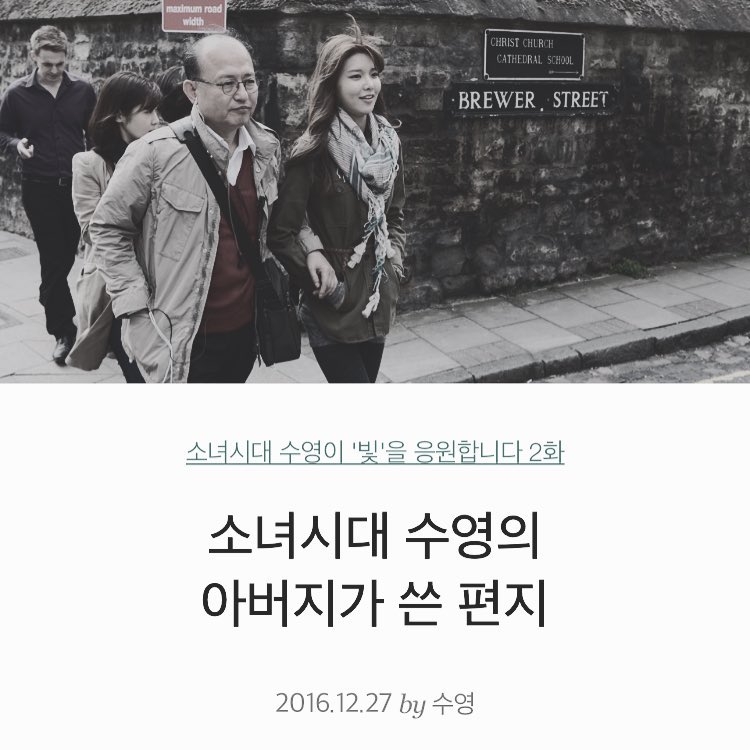 maximum road
width
CHRIST CHURCH
CATHEDRAL SCHOOL
BREWER STREET
소녀시대 수영이 '빛'을 응원합니다 2화
소녀시대 수영의
아버지가 쓴 편지
2016.12.27 by 수영